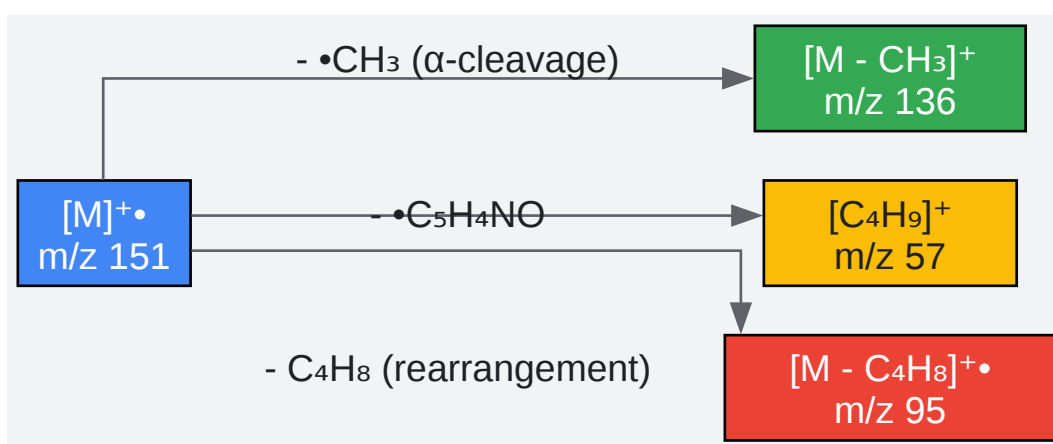 - •CH₃ (α-cleavage)
[M - CH₃]⁺
m/z 136
[M]⁺•
m/z 151
- •C₅H₄NO
[C₄H₉]⁺
m/z 57
- C₄H₈ (rearrangement)
[M - C₄H₈]⁺•
m/z 95